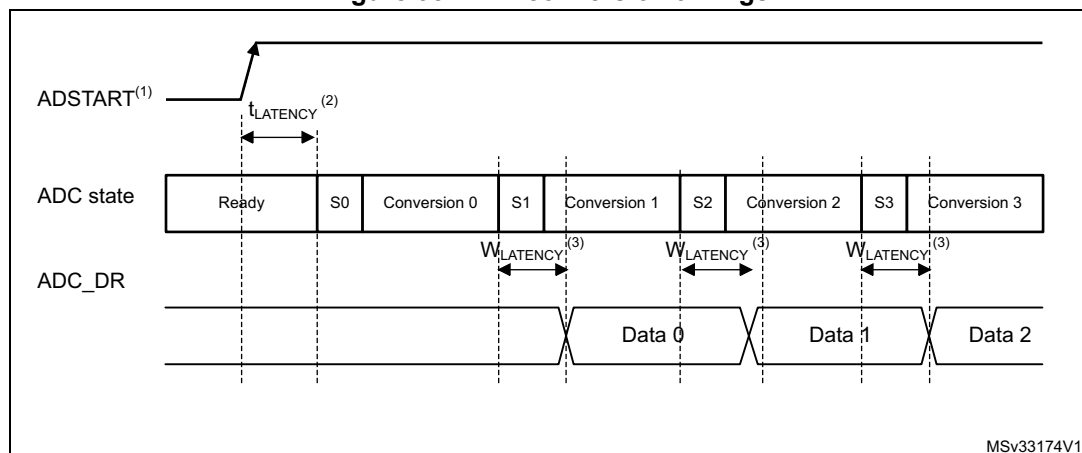 ADSTART(1)
tLATENCY(2)
ADC state
Ready S0 Conversion 0 S1 Conversion 1 S2 Conversion 2 S3 Conversion 3
WLATENCY(3) WLATENCY(3) WLATENCY(3)
ADC_DR
Data 0 Data 1 Data 2
MSv33174V1